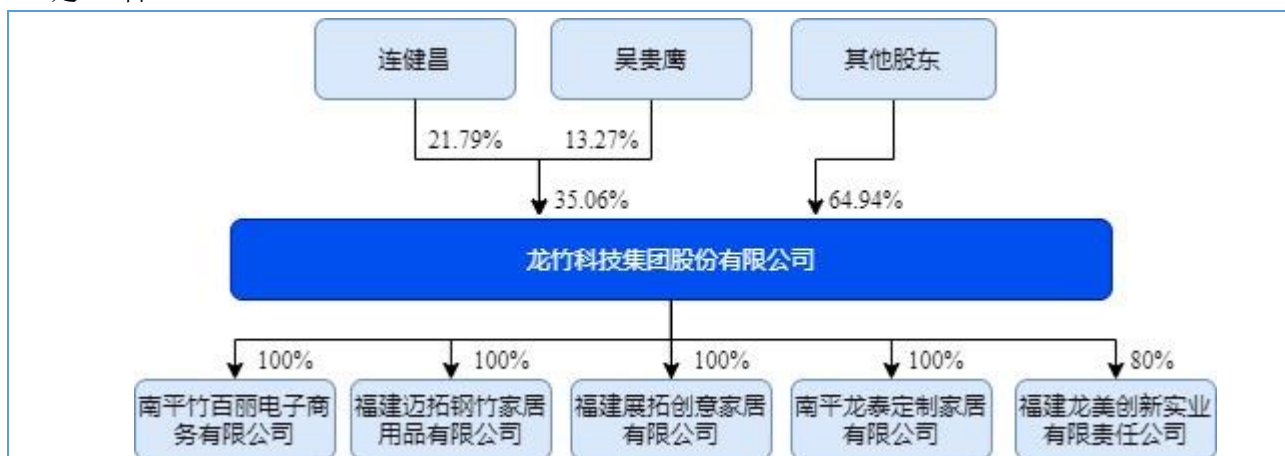 连健昌
吴贵鹰
其他股东
21.79%
13.27%
35.06%
64.94%
龙竹科技集团股份有限公司
100%
100%
100%
100%
80%
南平竹百丽电子商
务有限公司
福建迈拓钢竹家居
用品有限公司
福建展拓创意家居
有限公司
南平龙泰定制家居
有限公司
福建龙美创新实业
有限责任公司